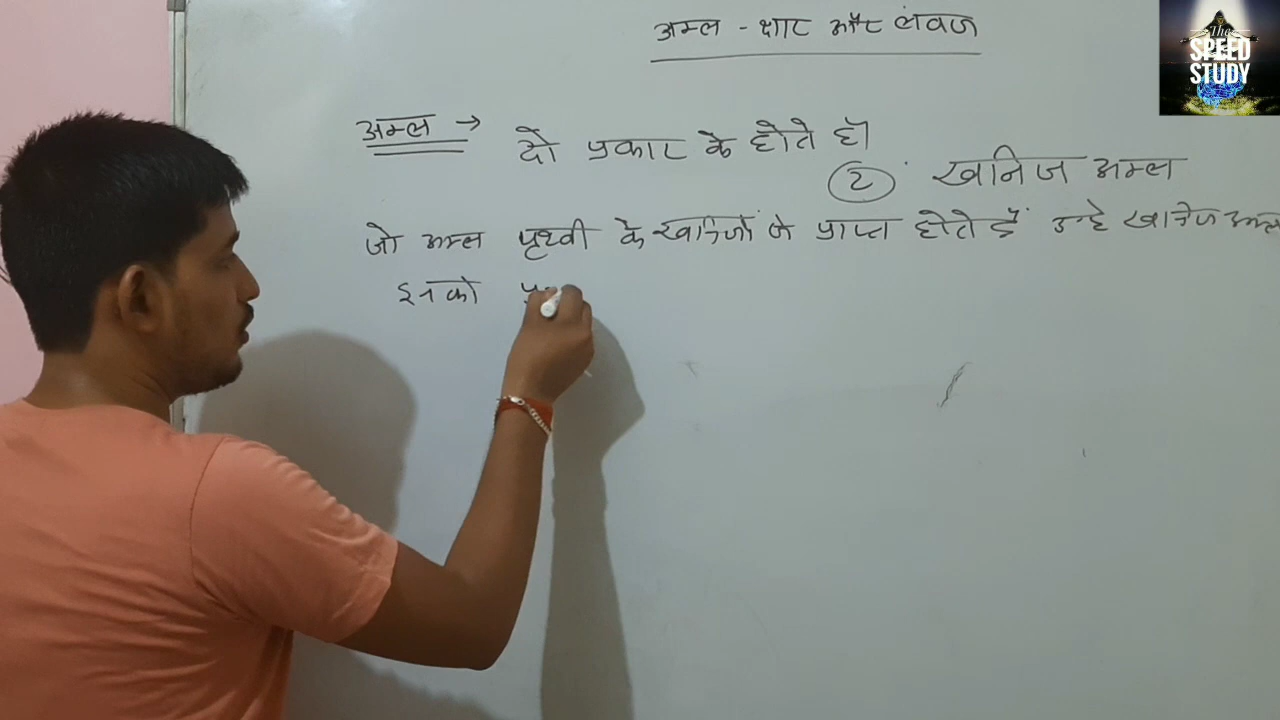 अम्ल - क्षार और लवण
The
SPEED
STUDY
अम्ल → दो प्रकार के होते हैं
2 खनिज अम्ल
जो अम्ल पृथ्वी के खनिजों से प्राप्त होते हैं उन्हे खनिज अम्ल
इनको